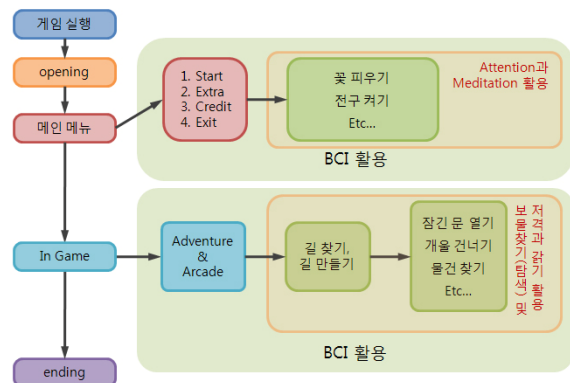 게임 실행
opening
메인 메뉴
In Game
ending
1. Start
2. Extra
3. Credit
4. Exit
꽃 피우기
전구 켜기
Etc...
Attention과
Meditation 활용
BCI 활용
Adventure
&
Arcade
길 찾기,
길 만들기
잠긴 문 열기
개울 건너기
물건 찾기
Etc...
저격과 긁기 활용
보물찾기(탐색) 및
BCI 활용